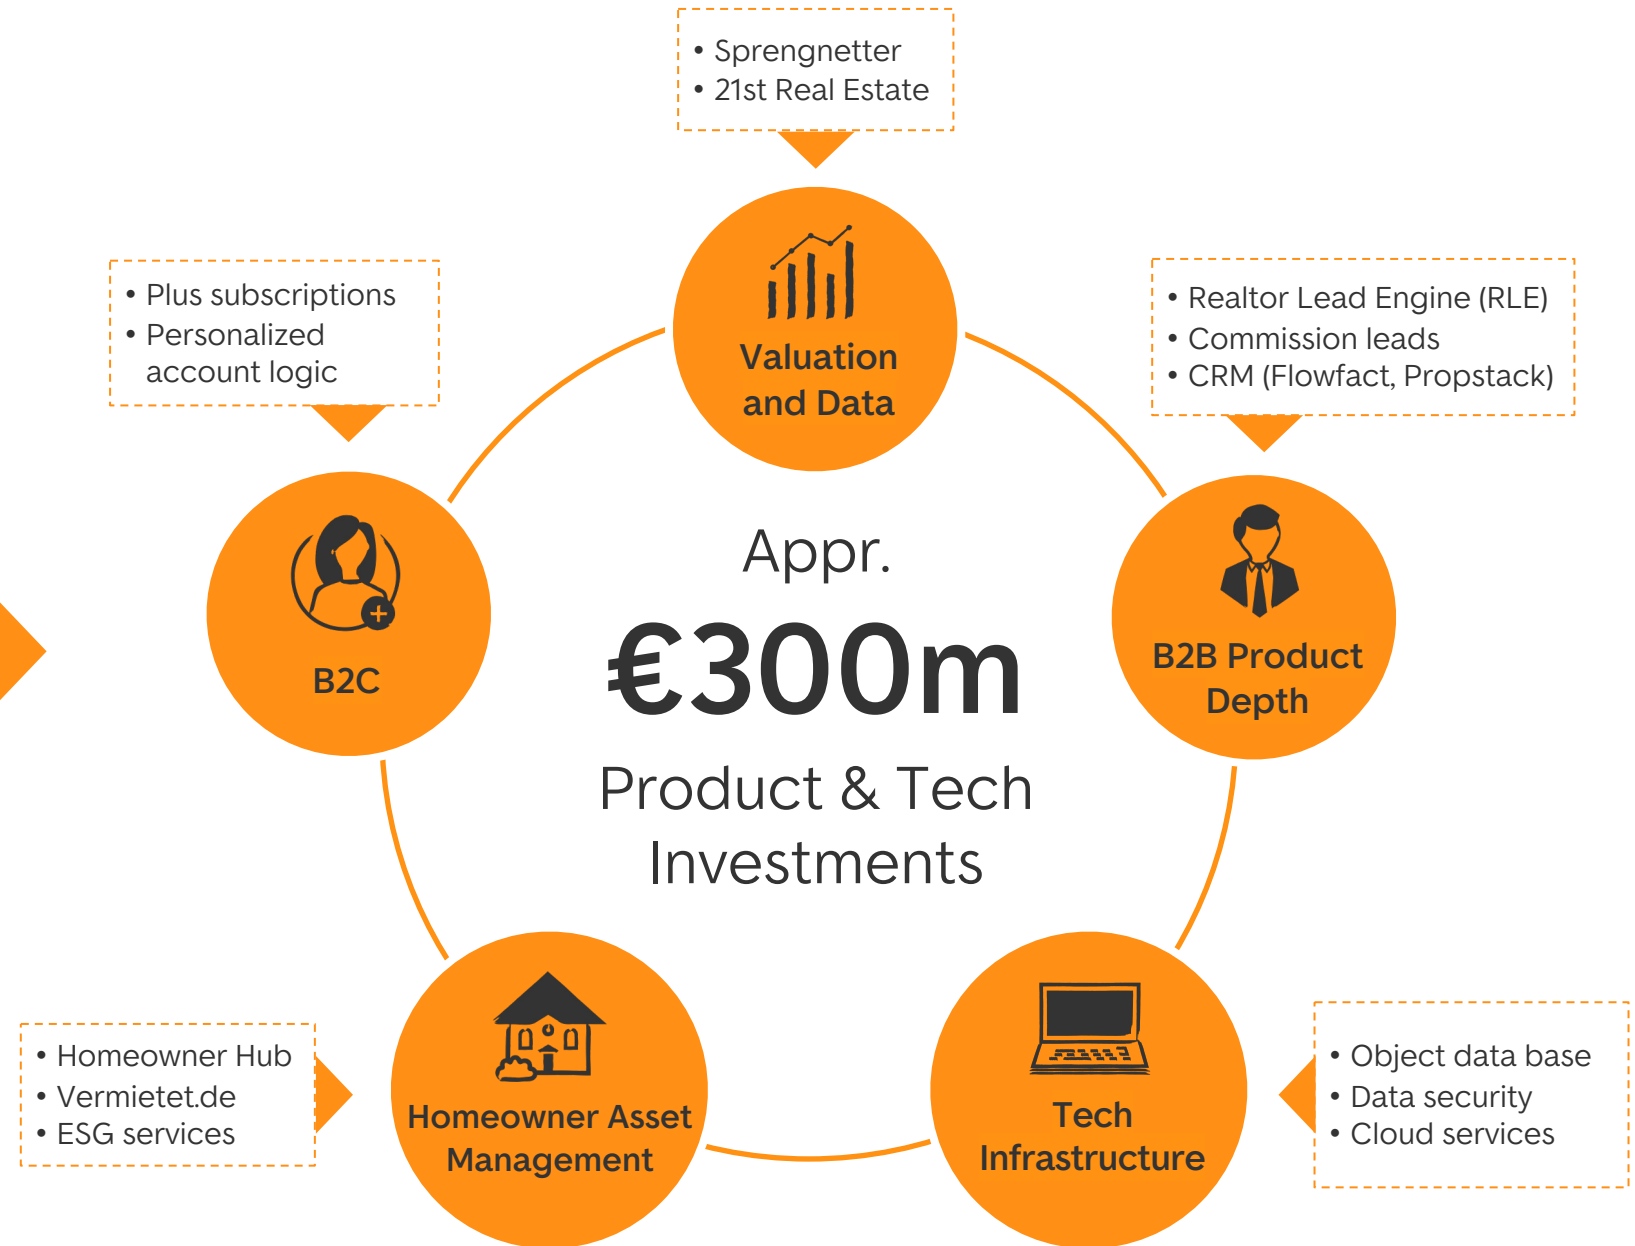 • Sprengnetter
• 21st Real Estate
Valuation
and Data
• Plus subscriptions
• Personalized
account logic
B2C
• Realtor Lead Engine (RLE)
• Commission leads
• CRM (Flowfact, Propstack)
B2B Product
Depth
Appr.
€300m
Product & Tech
Investments
• Homeowner Hub
• Vermietet.de
• ESG services
Homeowner Asset
Management
Tech
Infrastructure
• Object data base
• Data security
• Cloud services